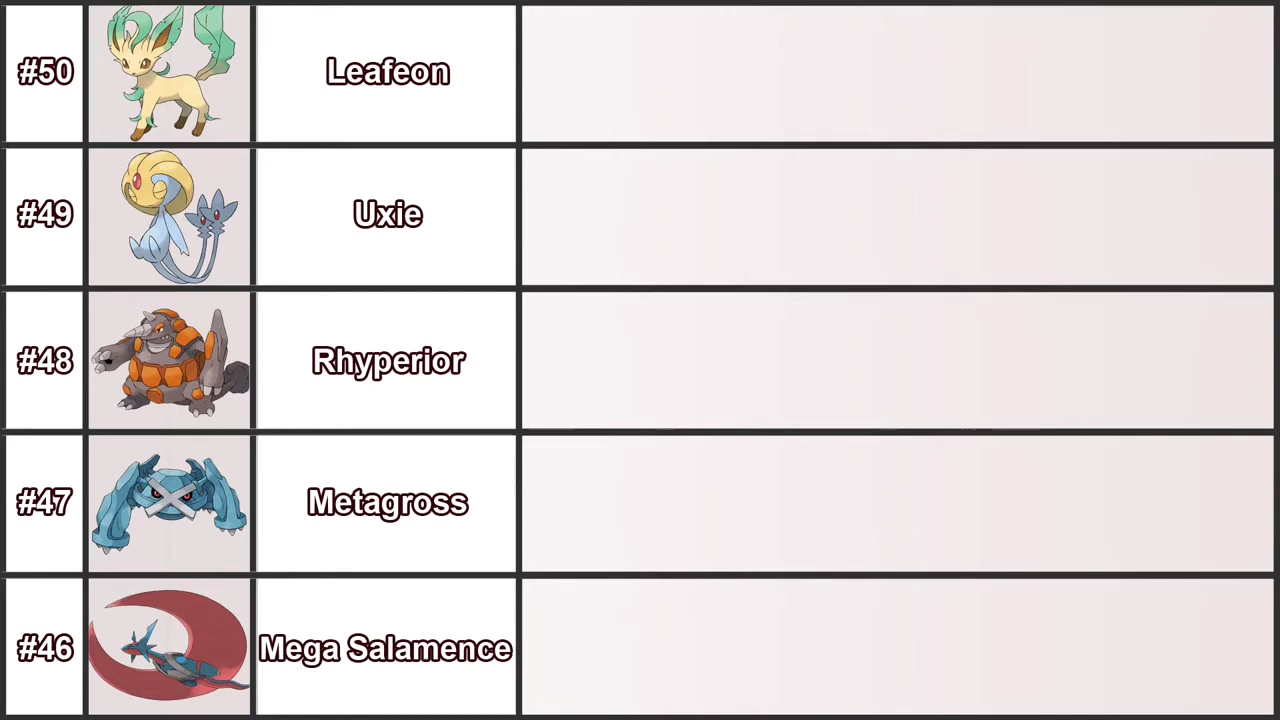 #50
Leafeon
#49
Uxie
#48
Rhyperior
#47
Metagross
#46
Mega Salamence